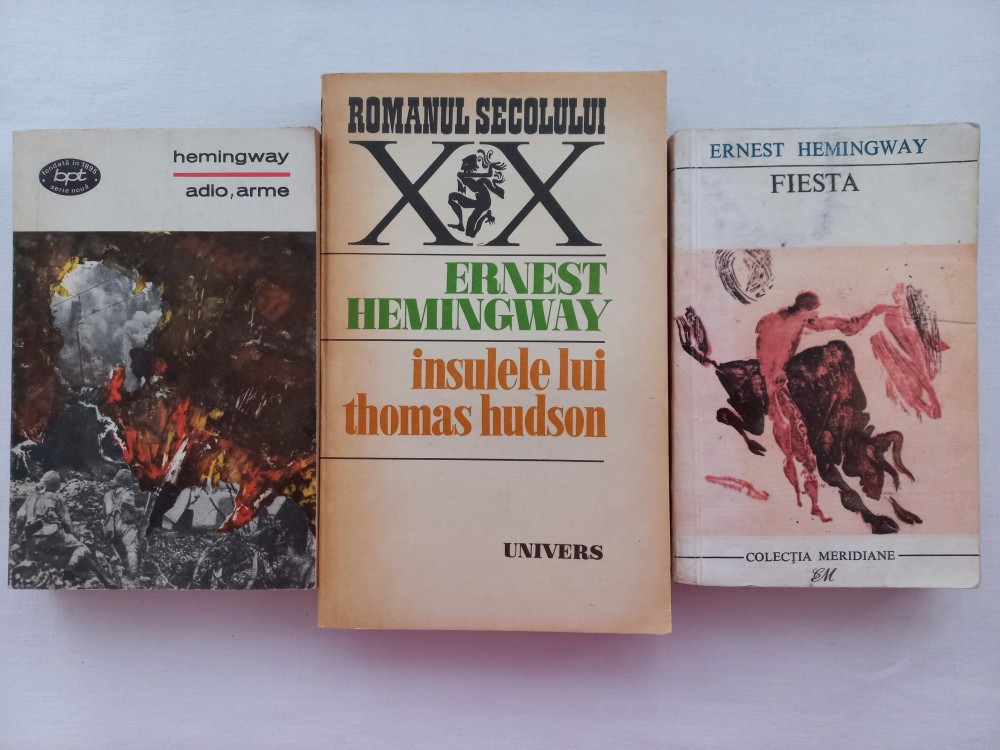 fondată în 1895
bpt
serie nouă
hemingway
adio, arme
ROMANUL SECOLULUI
XX
ERNEST
HEMINGWAY
insulele lui
thomas hudson
UNIVERS
ERNEST HEMINGWAY
FIESTA
COLECȚIA MERIDIANE
CM